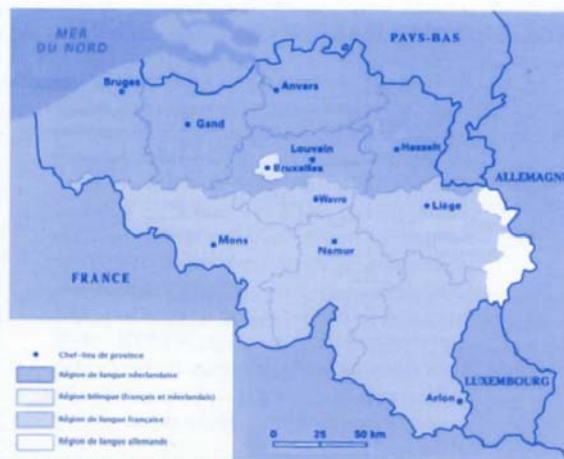 MER
DU NORD
PAYS-BAS
Bruges
Anvers
Gand
Louvain
Hasselt
Bruxelles
ALLEMAGNE
Wavre
Liège
Mons
Namur
FRANCE
Chef-lieu de province
Région de langue néerlandaise
Région bilingue (français et néerlandais)
Région de langue française
Région de langue allemande
LUXEMBOURG
Arlon
0 25 50 km